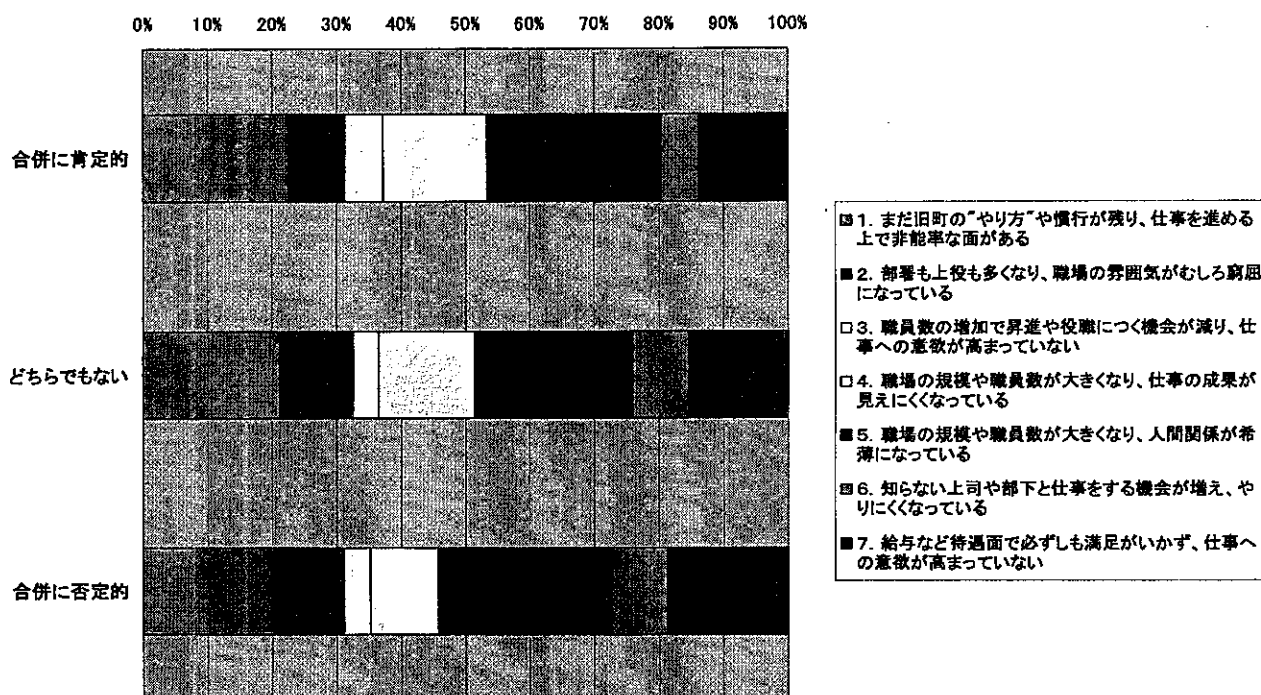 0% 10% 20% 30% 40% 50% 60% 70% 80% 90% 100%
合併に肯定的
どちらでもない
合併に否定的
1. まだ旧町の"やり方"や慣行が残り、仕事を進める
上で非能率な面がある
2. 部署も上役も多くなり、職場の雰囲気がむしろ窮屈
になっている
3. 職員数の増加で昇進や役職につく機会が減り、仕
事への意欲が高まっていない
4. 職場の規模や職員数が大きくなり、仕事の成果が
見えにくくなっている
5. 職場の規模や職員数が大きくなり、人間関係が希
薄になっている
6. 知らない上司や部下と仕事をする機会が増え、や
りにくくなっている
7. 給与など待遇面で必ずしも満足がいかず、仕事へ
の意欲が高まっていない